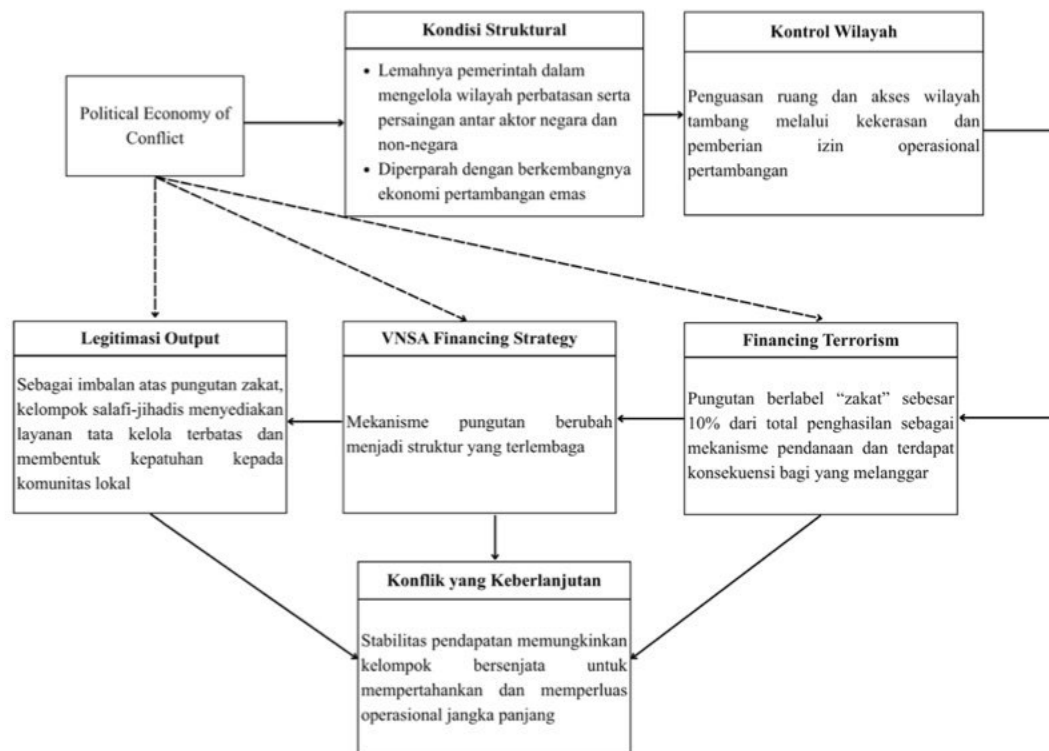 Political Economy of
Conflict
Kondisi Struktural
• Lemahnya pemerintah dalam
mengelola wilayah perbatasan serta
persaingan antar aktor negara dan
non-negara
• Diperparah dengan berkembangnya
ekonomi pertambangan emas
Kontrol Wilayah
Penguasan ruang dan akses wilayah
tambang melalui kekerasan dan
pemberian izin operasional
pertambangan
Legitimasi Output
Sebagai imbalan atas pungutan zakat,
kelompok salafi-jihadis menyediakan
layanan tata kelola terbatas dan
membentuk kepatuhan kepada
komunitas lokal
VNSA Financing Strategy
Mekanisme pungutan berubah
menjadi struktur yang terlembaga
Financing Terrorism
Pungutan berlabel “zakat” sebesar
10% dari total penghasilan sebagai
mekanisme pendanaan dan terdapat
konsekuensi bagi yang melanggar
Konflik yang Keberlanjutan
Stabilitas pendapatan memungkinkan
kelompok bersenjata untuk
mempertahankan dan memperluas
operasional jangka panjang